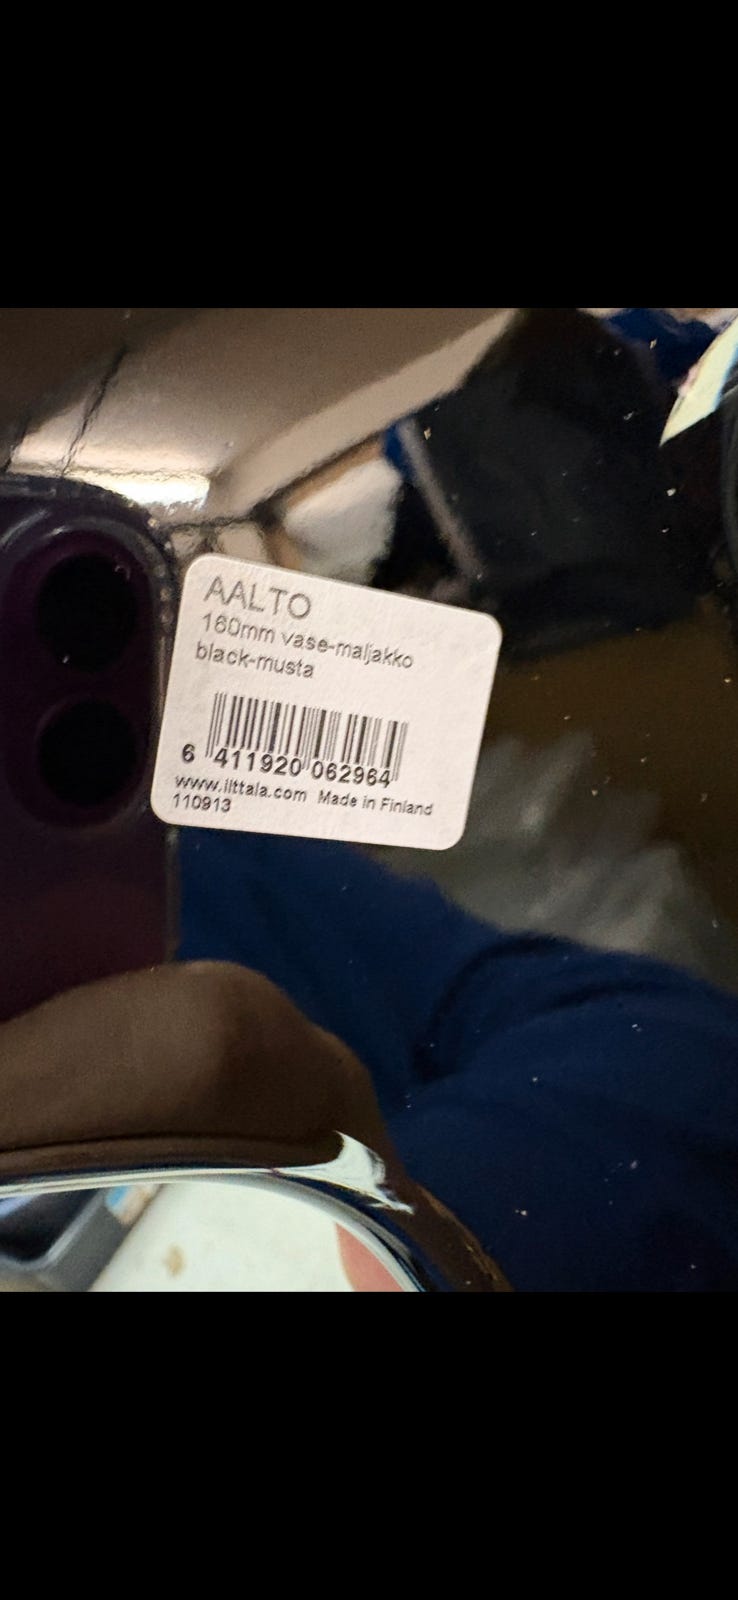 AALTO
160mm vase-maljakko
black-musta
6 411920 062964
www.iittala.com Made in Finland
110913